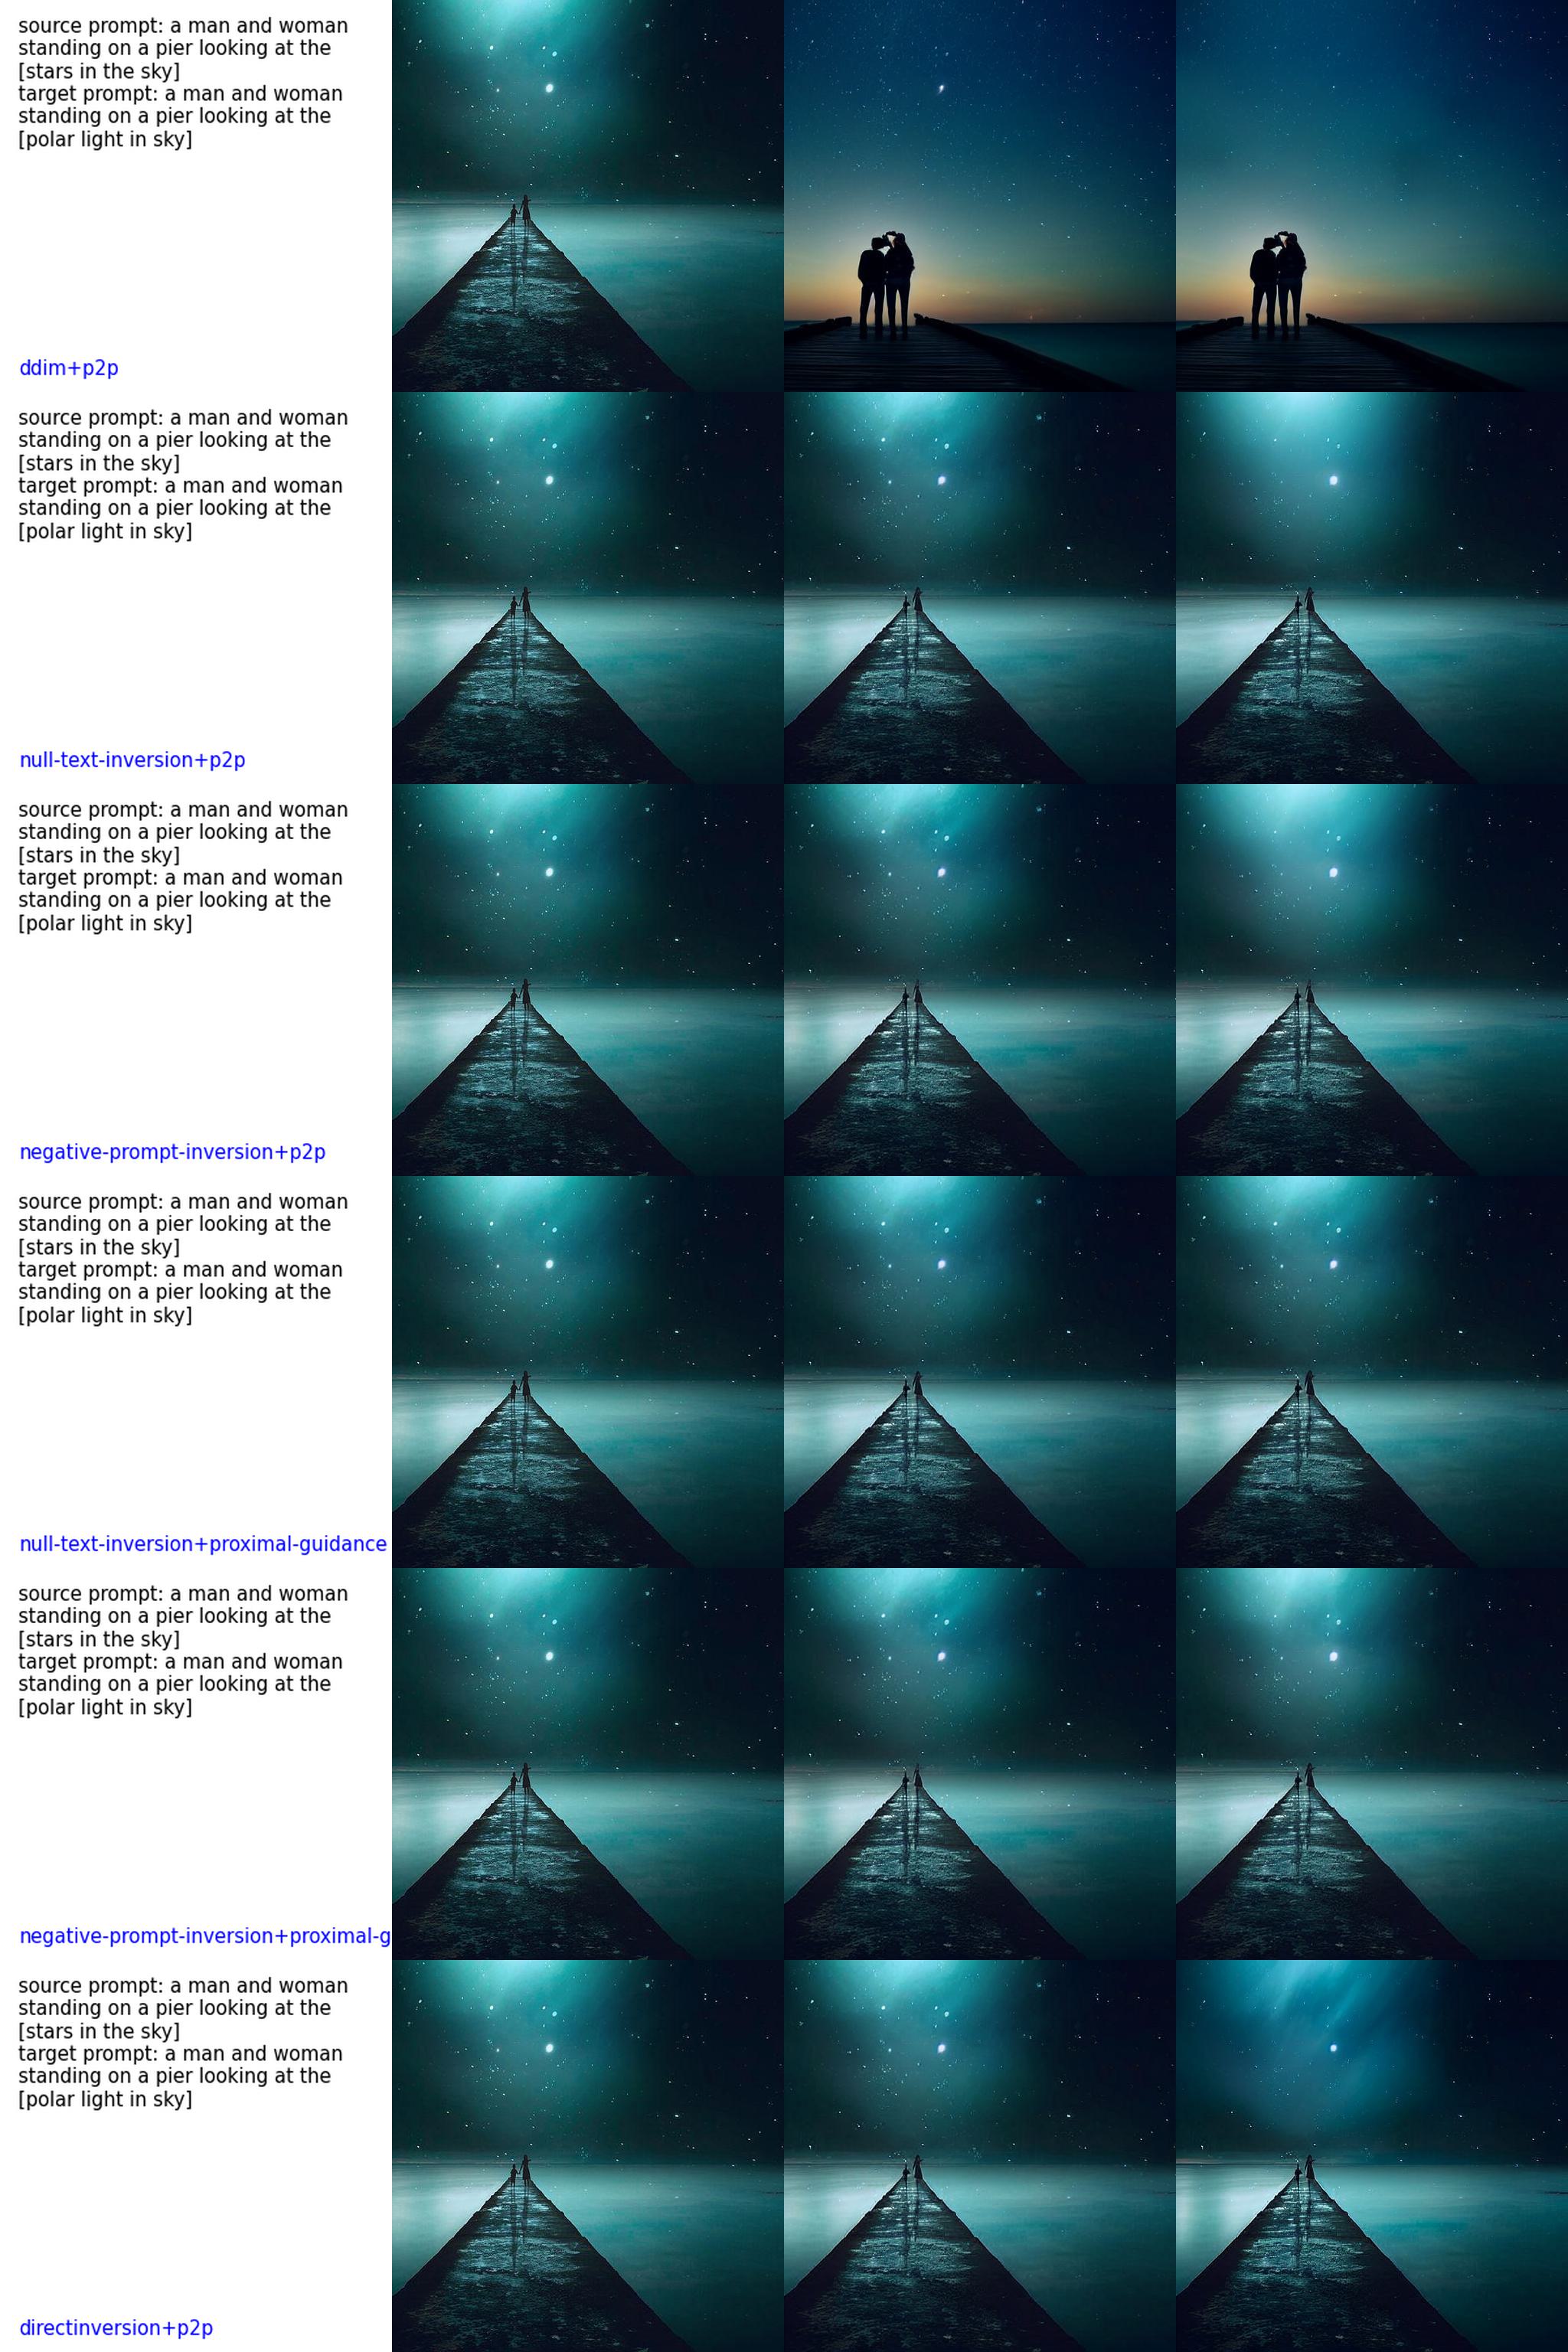 source prompt: a man and woman
standing on a pier looking at the
[stars in the sky]
target prompt: a man and woman
standing on a pier looking at the
[polar light in sky]
ddim+p2p
source prompt: a man and woman
standing on a pier looking at the
[stars in the sky]
target prompt: a man and woman
standing on a pier looking at the
[polar light in sky]
null-text-inversion+p2p
source prompt: a man and woman
standing on a pier looking at the
[stars in the sky]
target prompt: a man and woman
standing on a pier looking at the
[polar light in sky]
negative-prompt-inversion+p2p
source prompt: a man and woman
standing on a pier looking at the
[stars in the sky]
target prompt: a man and woman
standing on a pier looking at the
[polar light in sky]
null-text-inversion+proximal-guidance
source prompt: a man and woman
standing on a pier looking at the
[stars in the sky]
target prompt: a man and woman
standing on a pier looking at the
[polar light in sky]
negative-prompt-inversion+proximal-g
source prompt: a man and woman
standing on a pier looking at the
[stars in the sky]
target prompt: a man and woman
standing on a pier looking at the
[polar light in sky]
directinversion+p2p